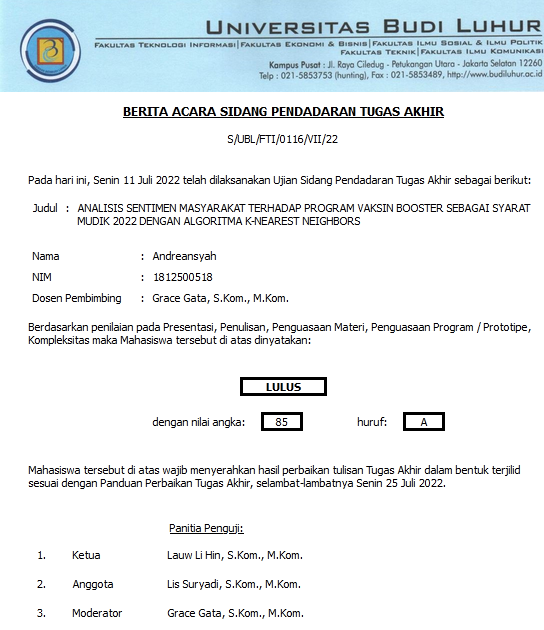 UNIVERSITAS BUDI LUHUR
FAKULTAS TEKNOLOGI INFORMASI|FAKULTAS EKONOMI & BISNIS|FAKULTAS ILMU SOSIAL & ILMU POLITIK
FAKULTAS TEKNIK|FAKULTAS ILMU KOMUNIKASI
Kampus Pusat : Jl. Raya Ciledug - Petukangan Utara - Jakarta Selatan 12260
Telp : 021-5853753 (hunting), Fax : 021-5853489, http://www.budiluhur.ac.id
BERITA ACARA SIDANG PENDADARAN TUGAS AKHIR
S/UBL/FTI/0116/VII/22
Pada hari ini, Senin 11 Juli 2022 telah dilaksanakan Ujian Sidang Pendadaran Tugas Akhir sebagai berikut:
Judul : ANALISIS SENTIMEN MASYARAKAT TERHADAP PROGRAM VAKSIN BOOSTER SEBAGAI SYARAT
MUDIK 2022 DENGAN ALGORITMA K-NEAREST NEIGHBORS
Nama : Andreansyah
NIM : 1812500518
Dosen Pembimbing : Grace Gata, S.Kom., M.Kom.
Berdasarkan penilaian pada Presentasi, Penulisan, Penguasaan Materi, Penguasaan Program / Prototipe,
Kompleksitas maka Mahasiswa tersebut di atas dinyatakan:
LULUS
dengan nilai angka: 85 huruf: A
Mahasiswa tersebut di atas wajib menyerahkan hasil perbaikan tulisan Tugas Akhir dalam bentuk terjilid
sesuai dengan Panduan Perbaikan Tugas Akhir, selambat-lambatnya Senin 25 Juli 2022.
Panitia Penguji:
1. Ketua Lauw Li Hin, S.Kom., M.Kom.
2. Anggota Lis Suryadi, S.Kom., M.Kom.
3. Moderator Grace Gata, S.Kom., M.Kom.